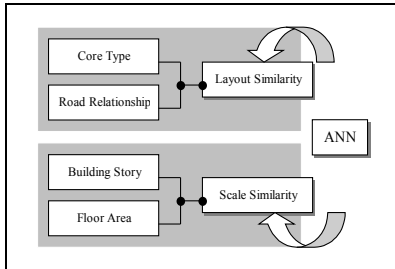 Core Type
Layout Similarity
Road Relationship
ANN
Building Story
Scale Similarity
Floor Area